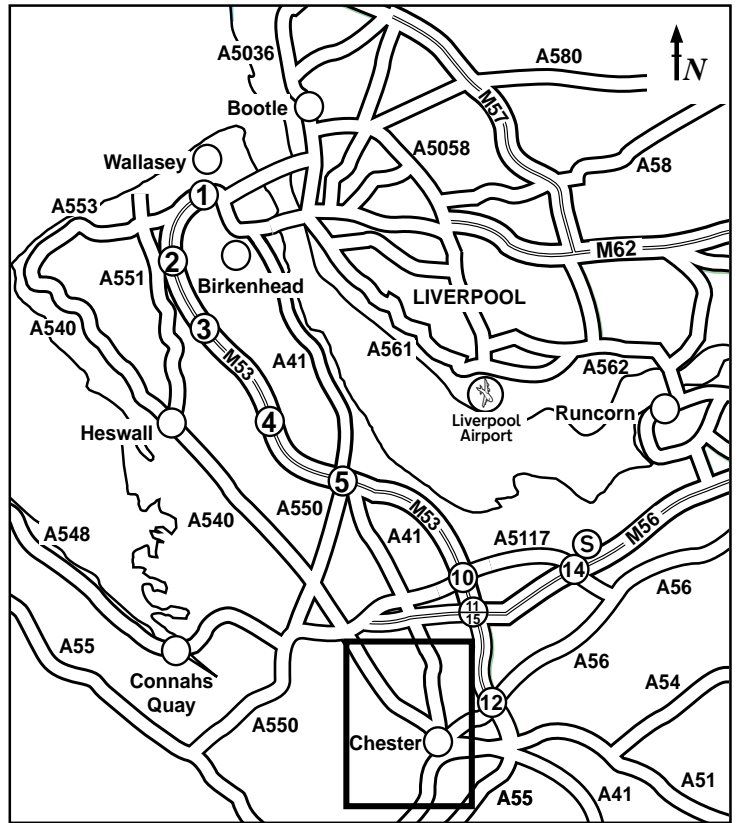 A5036
A580
N
Bootle
M57
Wallasey
A5058
A58
1
A553
M62
2
A551
Birkenhead
LIVERPOOL
A540
3
M53
A41
A561
A562
Liverpool
Airport
Runcorn
4
Heswall
5
A550
A540
M53
A41
A5117
S
M56
A548
10
14
11
15
A56
A55
A56
Connahs
Quay
A54
12
A550
Chester
A55
A41
A51